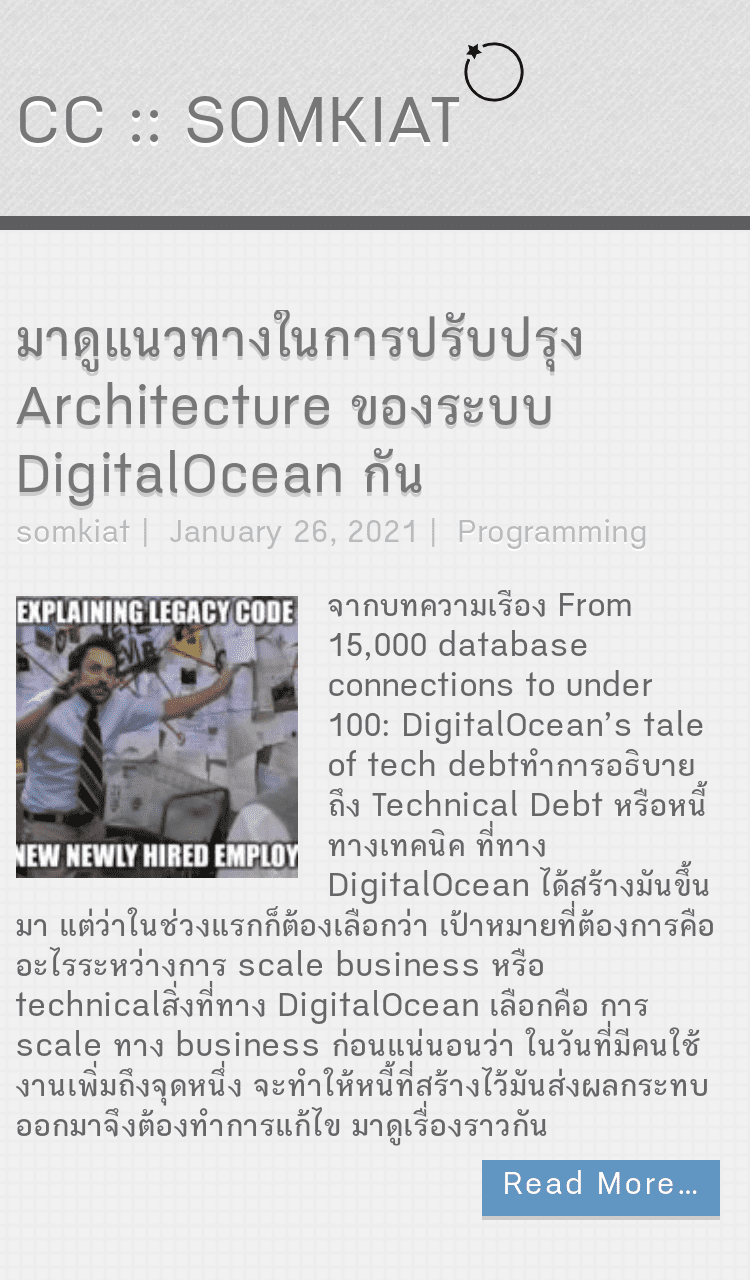 CC :: SOMKIAT
มาดูแนวทางในการปรับปรุง
Architecture ของระบบ
DigitalOcean กัน
somkiat | January 26, 2021 | Programming
EXPLAINING LEGACY CODE
NEW NEWLY HIRED EMPLOY
จากบทความเรื่อง From
15,000 database
connections to under
100: DigitalOcean’s tale
of tech debtทำการอธิบาย
ถึง Technical Debt หรือหนี้
ทางเทคนิค ที่ทาง
DigitalOcean ได้สร้างมันขึ้น
มา แต่ว่าในช่วงแรกก็ต้องเลือกว่า เป้าหมายที่ต้องการคือ
อะไรระหว่างการ scale business หรือ
technicalสิ่งที่ทาง DigitalOcean เลือกคือ การ
scale ทาง business ก่อนแน่นอนว่า ในวันที่มีคนใช้
งานเพิ่มถึงจุดหนึ่ง จะทำให้หนี้ที่สร้างไว้มันส่งผลกระทบ
ออกมาจึงต้องทำการแก้ไข มาดูเรื่องราวกัน
Read More…